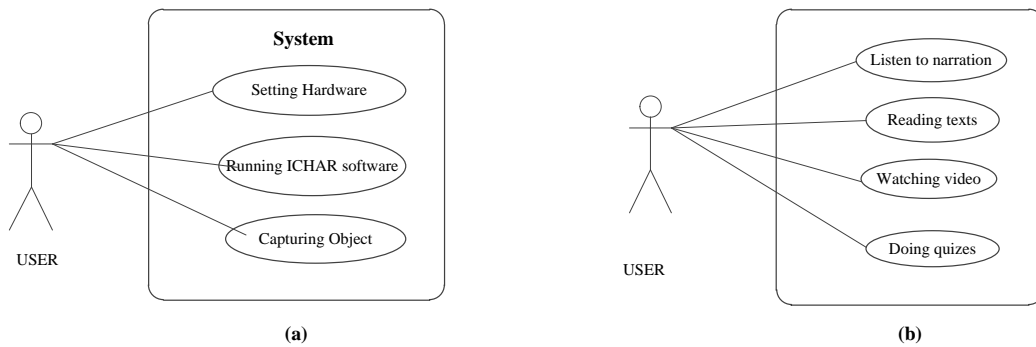 System
Setting Hardware
Running ICHAR software
Capturing Object
USER
(a)
Listen to narration
Reading texts
Watching video
Doing quizes
USER
(b)